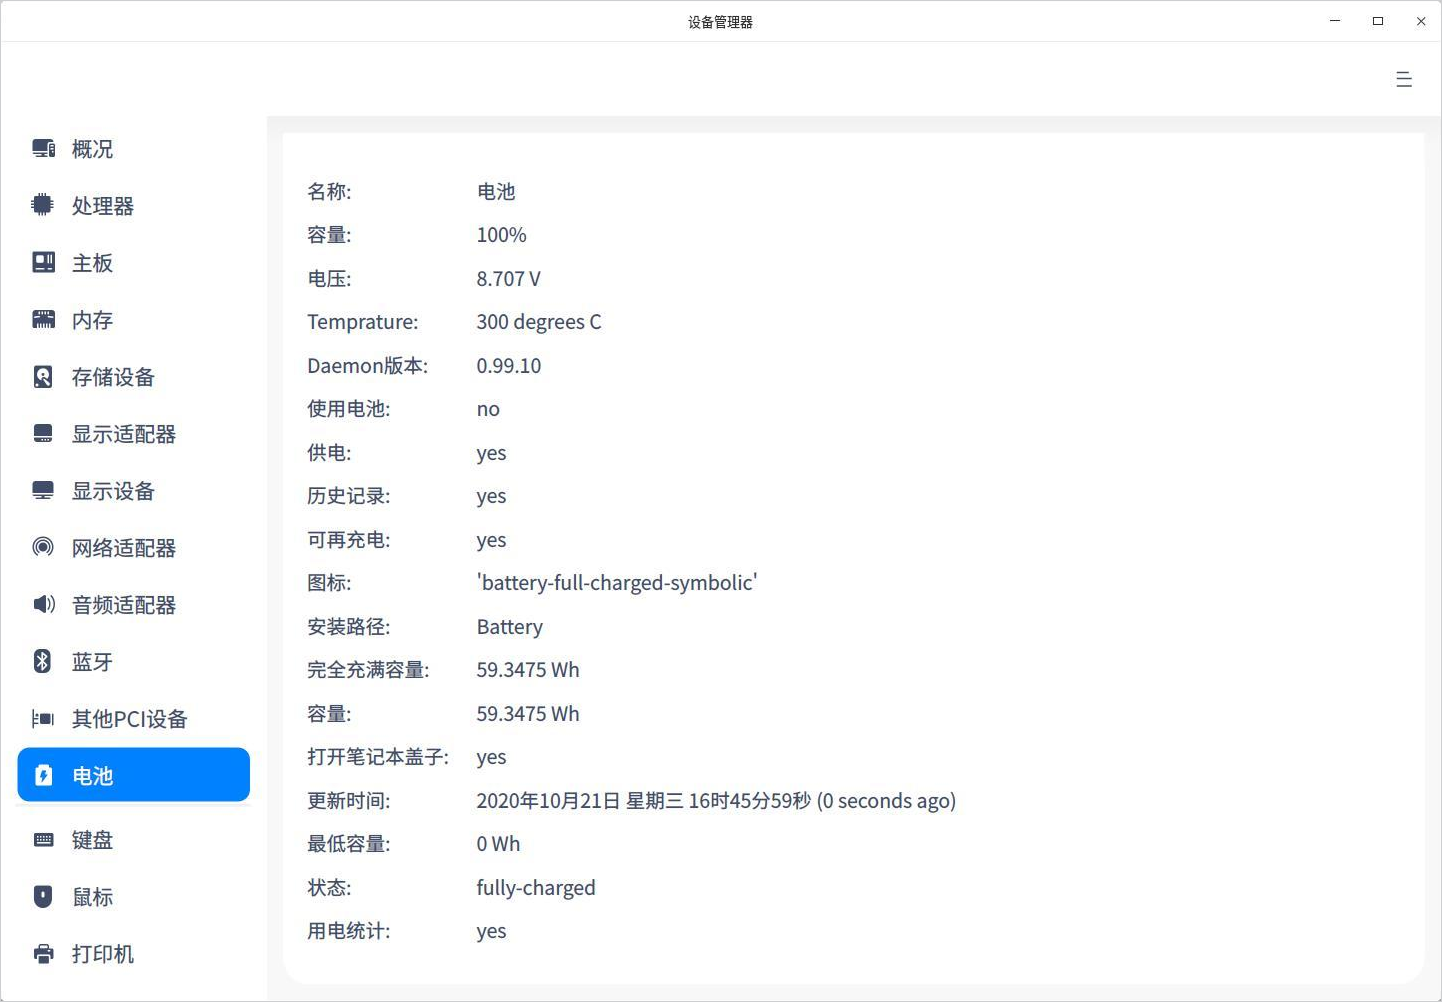 设备管理器
概况
处理器
主板
内存
存储设备
显示适配器
显示设备
网络适配器
音频适配器
蓝牙
其他PCI设备
电池
键盘
鼠标
打印机
名称: 电池
容量: 100%
电压: 8.707 V
Temprature: 300 degrees C
Daemon版本: 0.99.10
使用电池: no
供电: yes
历史记录: yes
可再充电: yes
图标: 'battery-full-charged-symbolic'
安装路径: Battery
完全充满容量: 59.3475 Wh
容量: 59.3475 Wh
打开笔记本盖子: yes
更新时间: 2020年10月21日 星期三 16时45分59秒 (0 seconds ago)
最低容量: 0 Wh
状态: fully-charged
用电统计: yes